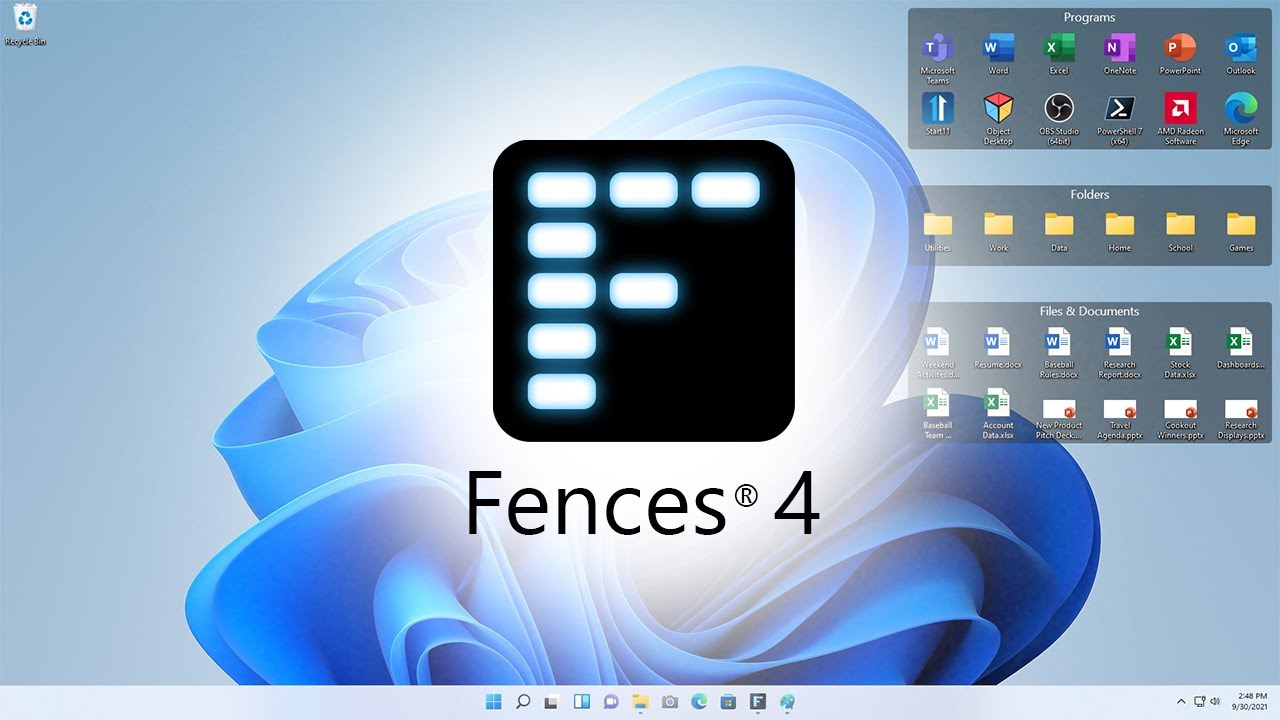 Recycle Bin
Programs
Microsoft Teams
Word
Excel
OneNote
PowerPoint
Outlook
Start11
Object Desktop
OBS Studio (64bit)
PowerShell 7 (x64)
AMD Radeon Software
Microsoft Edge
Folders
Utilities
Work
Data
Home
School
Games
Files & Documents
Weekend Activites.d...
Resume.docx
Baseball Rules.docx
Research Report.docx
Stock Data.xlsx
Dashboards...
Baseball Team ...
Account Data.xlsx
New Product Pitch Deck....
Travel Agenda.pptx
Cookout Winners.pptx
Research Displays.pptx
Fences® 4
2:48 PM
9/30/2021